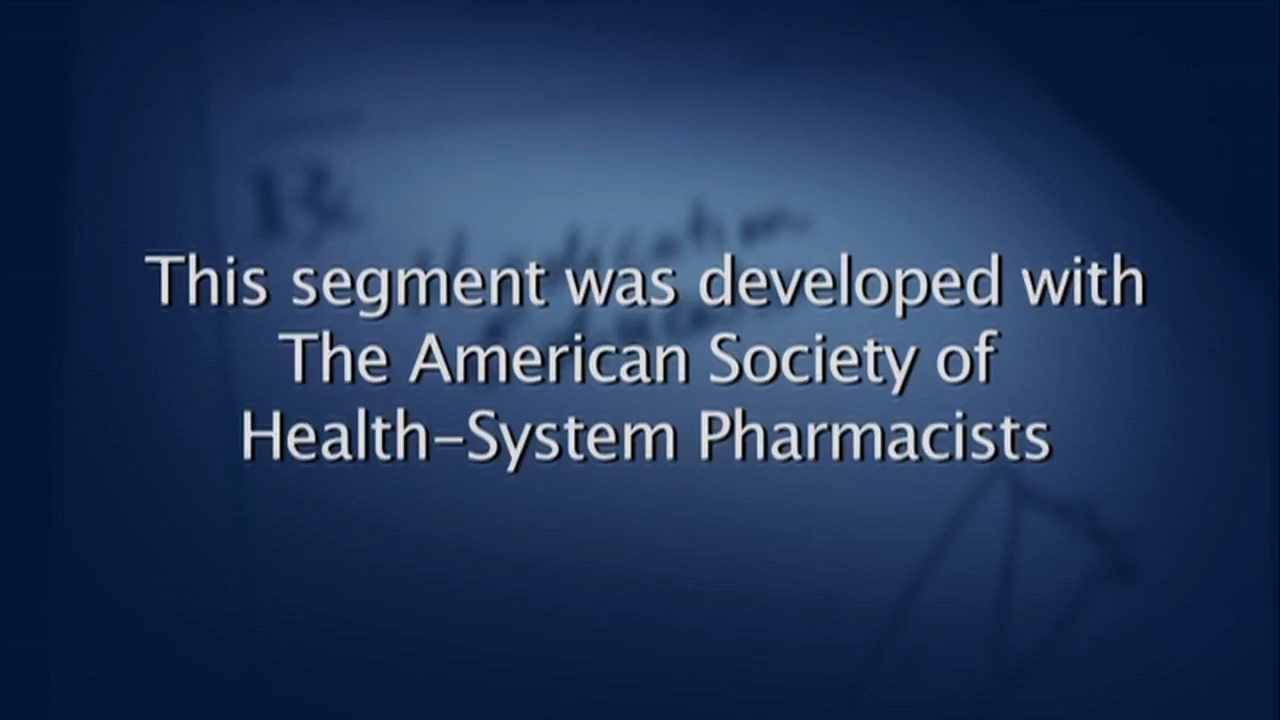 This segment was developed with
The American Society of
Health-System Pharmacists